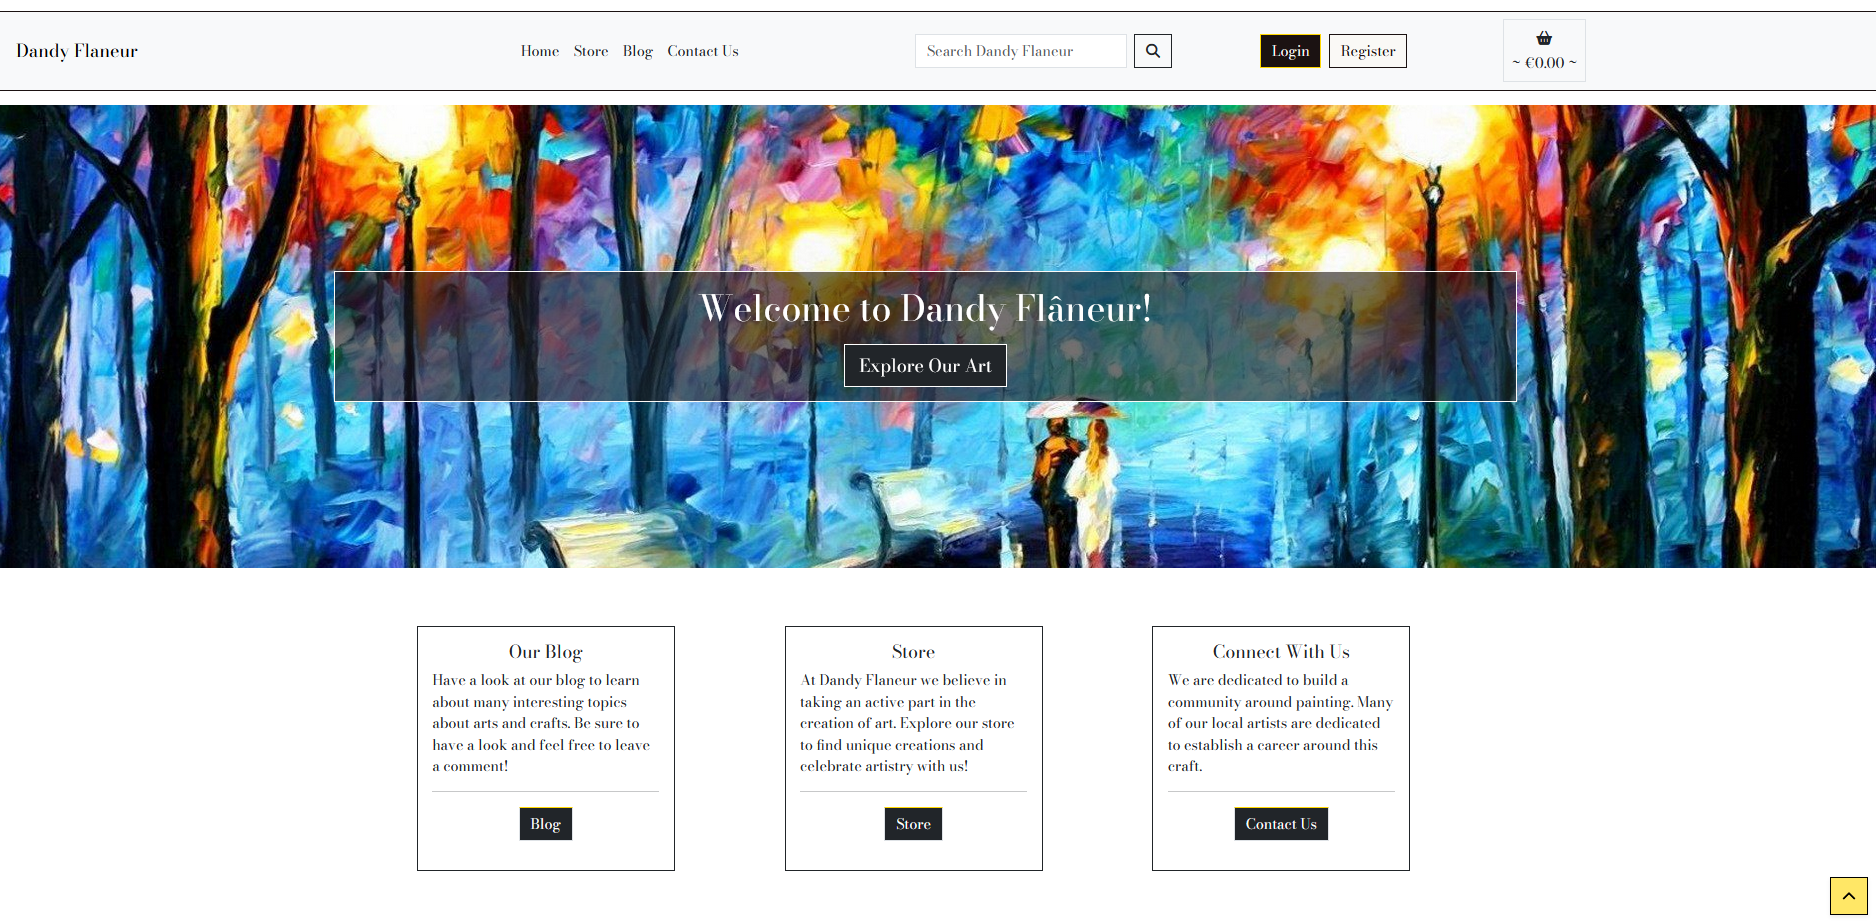 Dandy Flaneur
Home Store Blog Contact Us
Search Dandy Flaneur
Login Register
~ €0.00 ~
Welcome to Dandy Flâneur!
Explore Our Art
Our Blog
Have a look at our blog to learn
about many interesting topics
about arts and crafts. Be sure to
have a look and feel free to leave
a comment!
Blog
Store
At Dandy Flaneur we believe in
taking an active part in the
creation of art. Explore our store
to find unique creations and
celebrate artistry with us!
Store
Connect With Us
We are dedicated to build a
community around painting. Many
of our local artists are dedicated
to establish a career around this
craft.
Contact Us